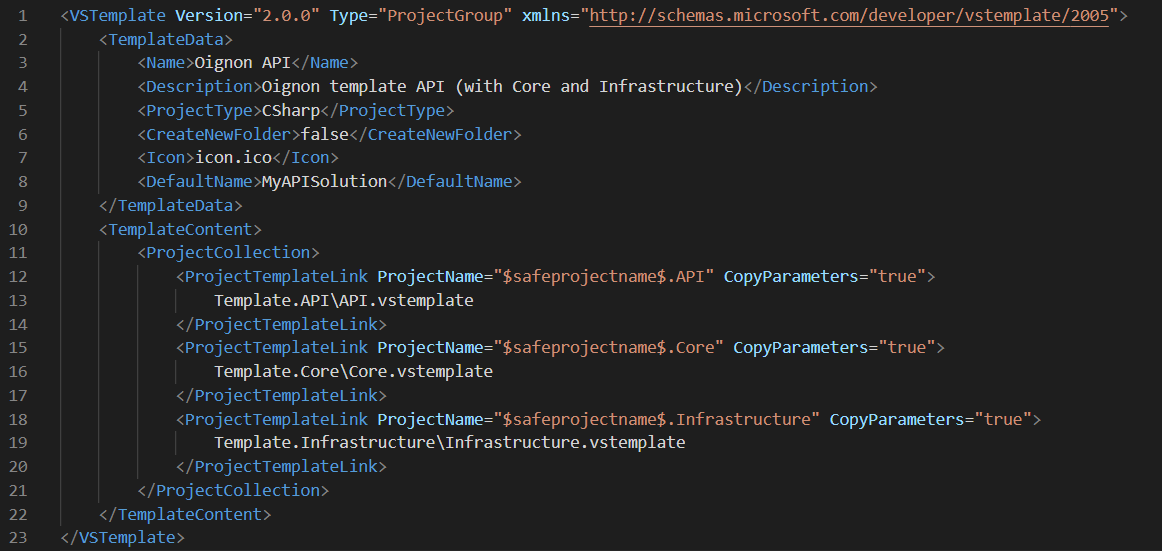 1 <VSTemplate Version="2.0.0" Type="ProjectGroup" xmlns="http://schemas.microsoft.com/developer/vstemplate/2005">
2     <TemplateData>
3         <Name>Oignon API</Name>
4         <Description>Oignon template API (with Core and Infrastructure)</Description>
5         <ProjectType>CSharp</ProjectType>
6         <CreateNewFolder>false</CreateNewFolder>
7         <Icon>icon.ico</Icon>
8         <DefaultName>MyAPISolution</DefaultName>
9     </TemplateData>
10     <TemplateContent>
11         <ProjectCollection>
12             <ProjectTemplateLink ProjectName="$safeprojectname$.API" CopyParameters="true">
13                 Template.API\API.vstemplate
14             </ProjectTemplateLink>
15             <ProjectTemplateLink ProjectName="$safeprojectname$.Core" CopyParameters="true">
16                 Template.Core\Core.vstemplate
17             </ProjectTemplateLink>
18             <ProjectTemplateLink ProjectName="$safeprojectname$.Infrastructure" CopyParameters="true">
19                 Template.Infrastructure\Infrastructure.vstemplate
20             </ProjectTemplateLink>
21         </ProjectCollection>
22     </TemplateContent>
23 </VSTemplate>